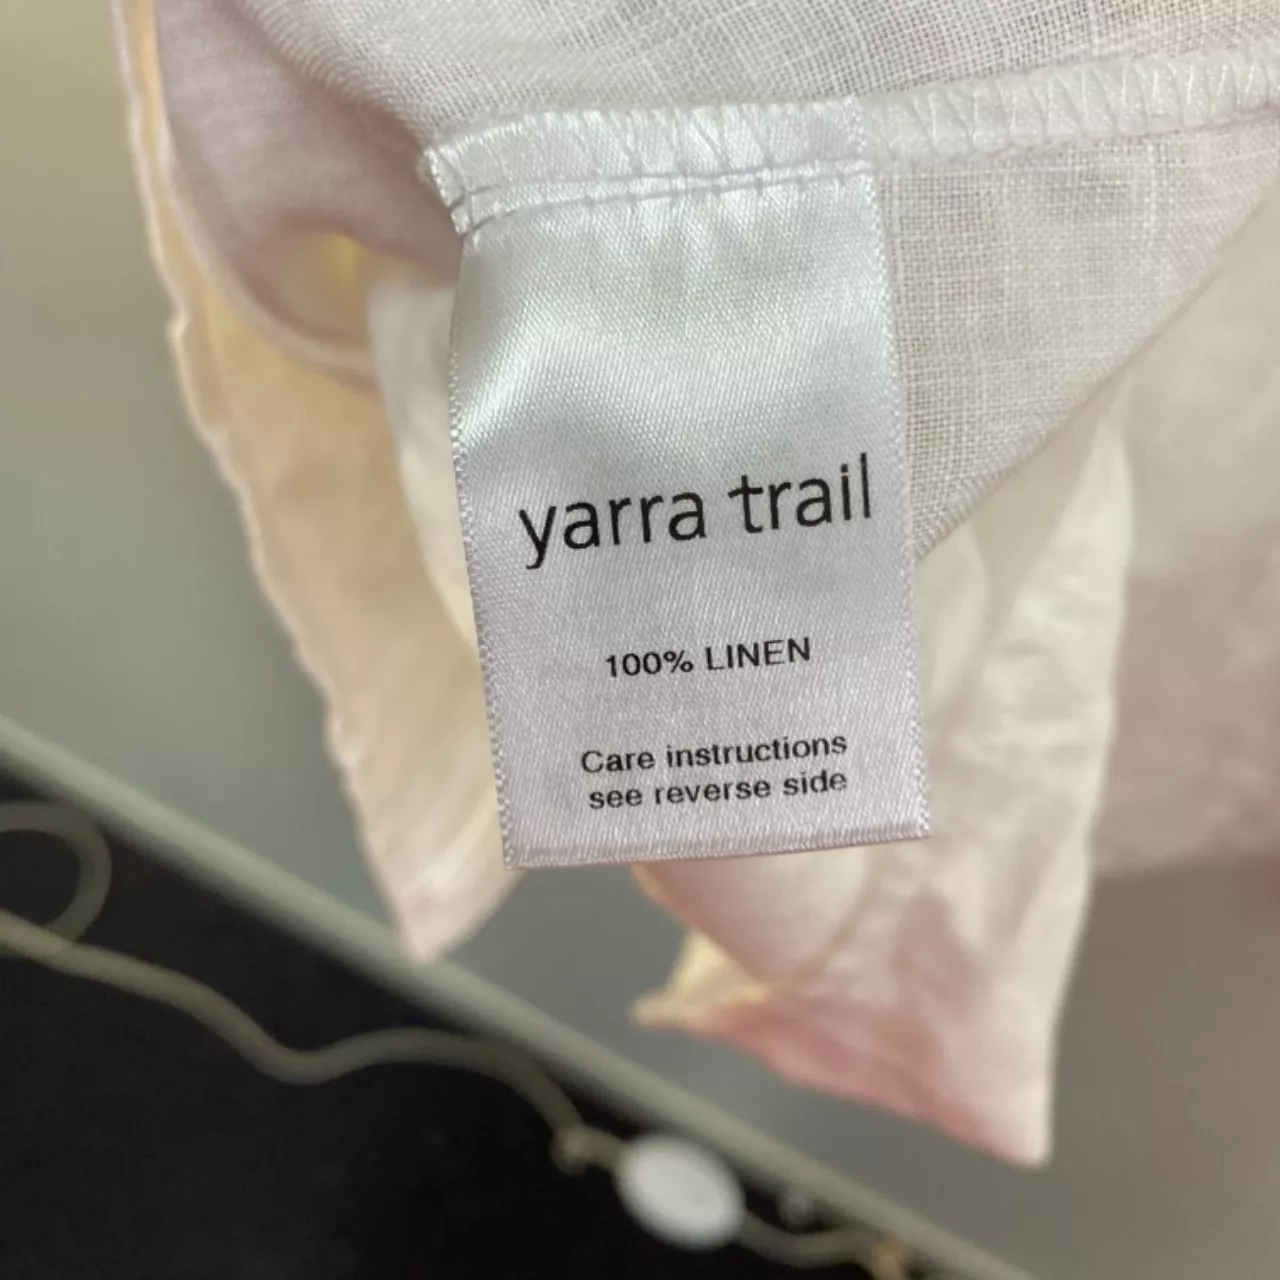 yarra trail
100% LINEN
Care instructions
see reverse side